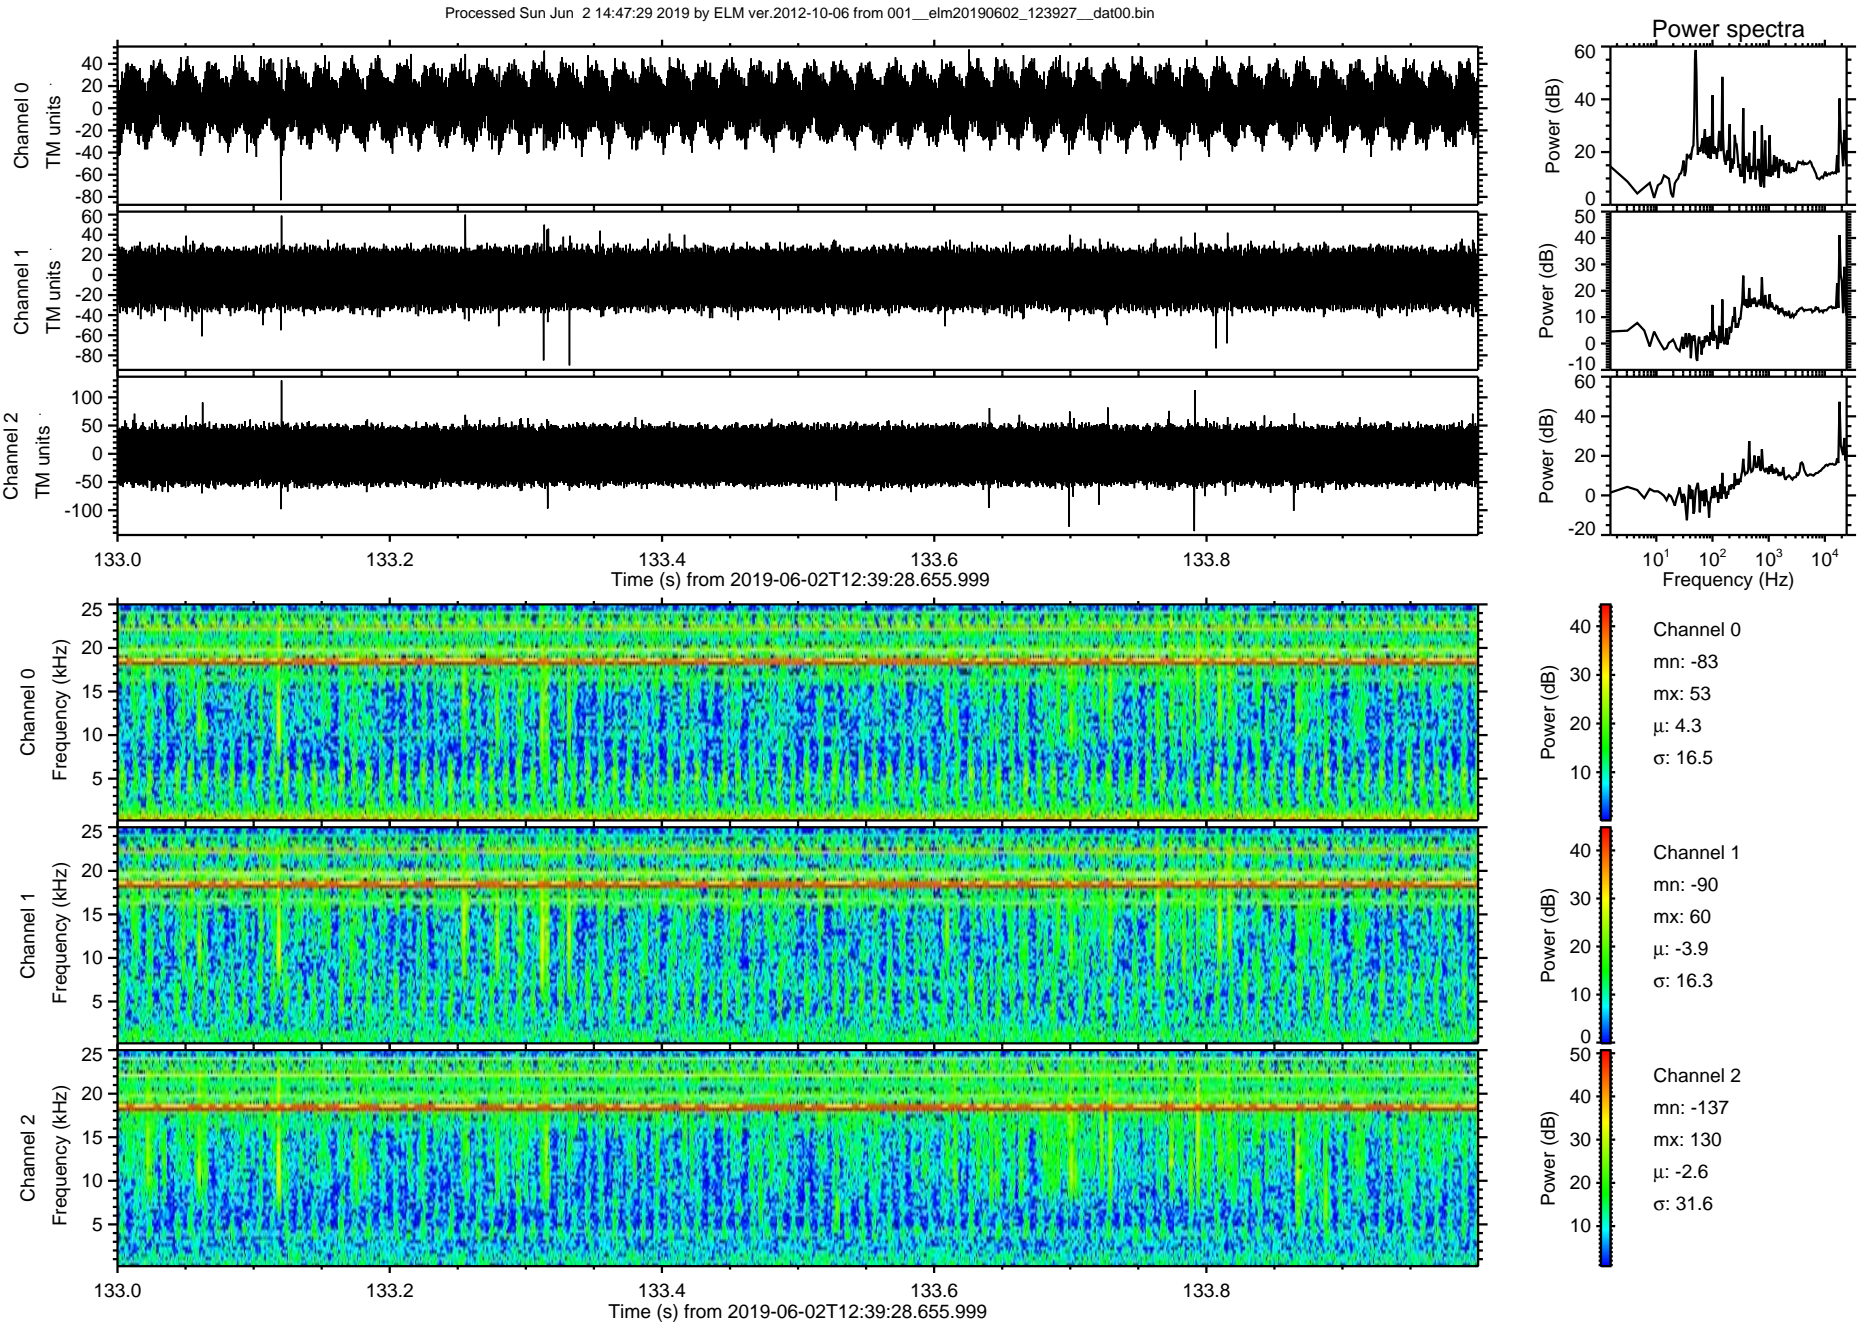 Processed Sun Jun  2 14:47:29 2019 by ELM ver.2012-10-06 from 001__elm20190602_123927__dat00.bin
Power spectra
Channel 0
TM units
40
20
0
-20
-40
-60
-80
Power (dB)
60
40
20
0
Channel 1
TM units
60
40
20
0
-20
-40
-60
-80
Power (dB)
50
40
30
20
10
0
-10
Channel 2
TM units
100
50
0
-50
-100
Power (dB)
60
40
20
0
-20
133.0 133.2 133.4 133.6 133.8
Time (s) from 2019-06-02T12:39:28.655.999
10¹ 10² 10³ 10⁴
Frequency (Hz)
Channel 0
Frequency (kHz)
25
20
15
10
5
Power (dB)
40
30
20
10
Channel 0
mn: -83
mx: 53
μ: 4.3
σ: 16.5
Channel 1
Frequency (kHz)
25
20
15
10
5
Power (dB)
40
30
20
10
0
Channel 1
mn: -90
mx: 60
μ: -3.9
σ: 16.3
Channel 2
Frequency (kHz)
25
20
15
10
5
Power (dB)
50
40
30
20
10
Channel 2
mn: -137
mx: 130
μ: -2.6
σ: 31.6
133.0 133.2 133.4 133.6 133.8
Time (s) from 2019-06-02T12:39:28.655.999